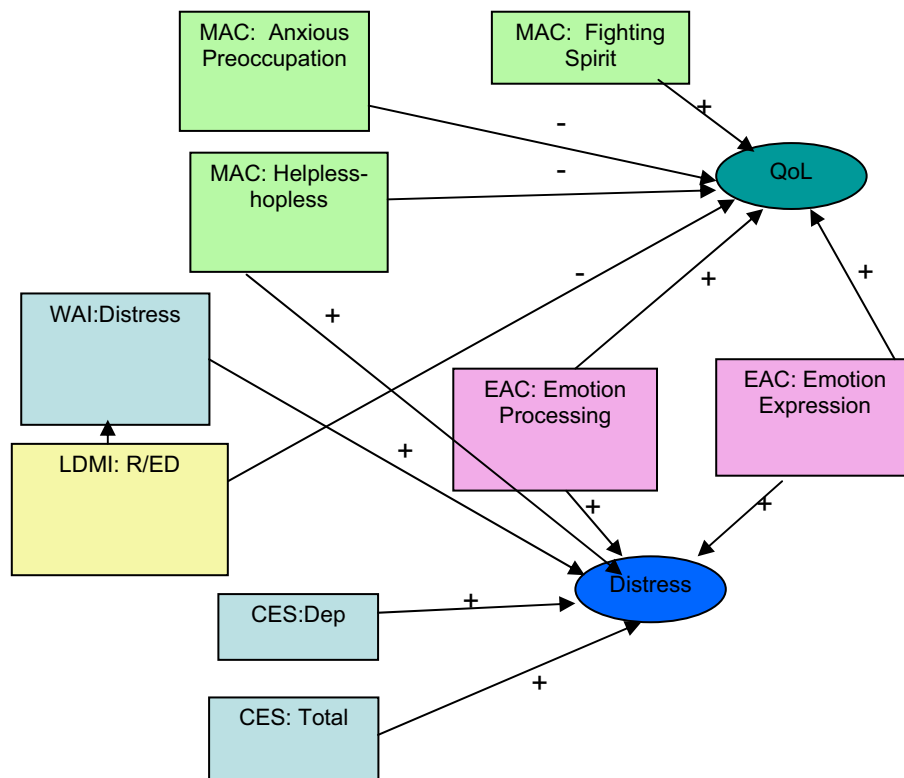 MAC:  Anxious
Preoccupation
MAC:  Fighting
Spirit
+
-
QoL
MAC: Helpless-
hopless
-
-
+
+
WAI:Distress
+
EAC: Emotion
Processing
EAC: Emotion
Expression
+
LDMI: R/ED
+
+
Distress
CES:Dep
+
+
CES: Total